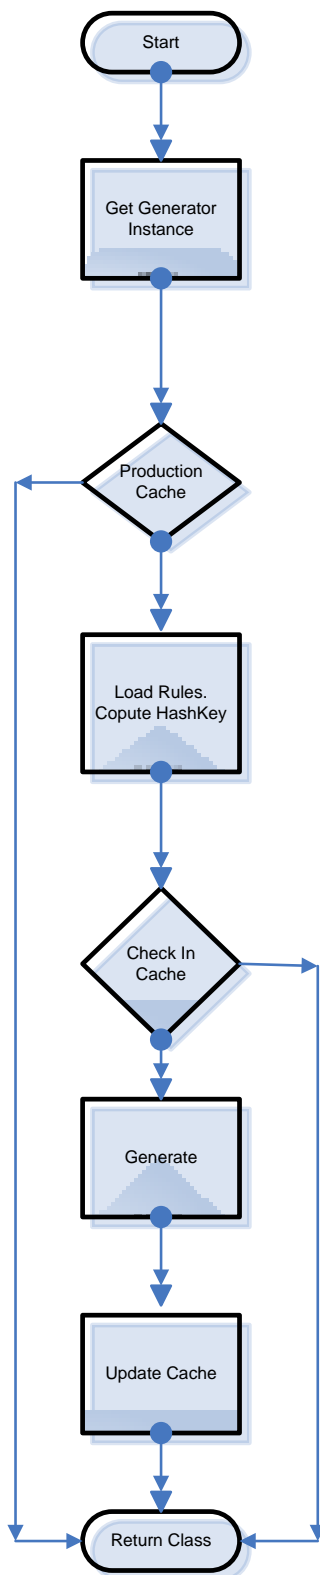 Start
Get Generator
Instance
Production
Cache
Load Rules.
Copute HashKey
Check In
Cache
Generate
Update Cache
Return Class